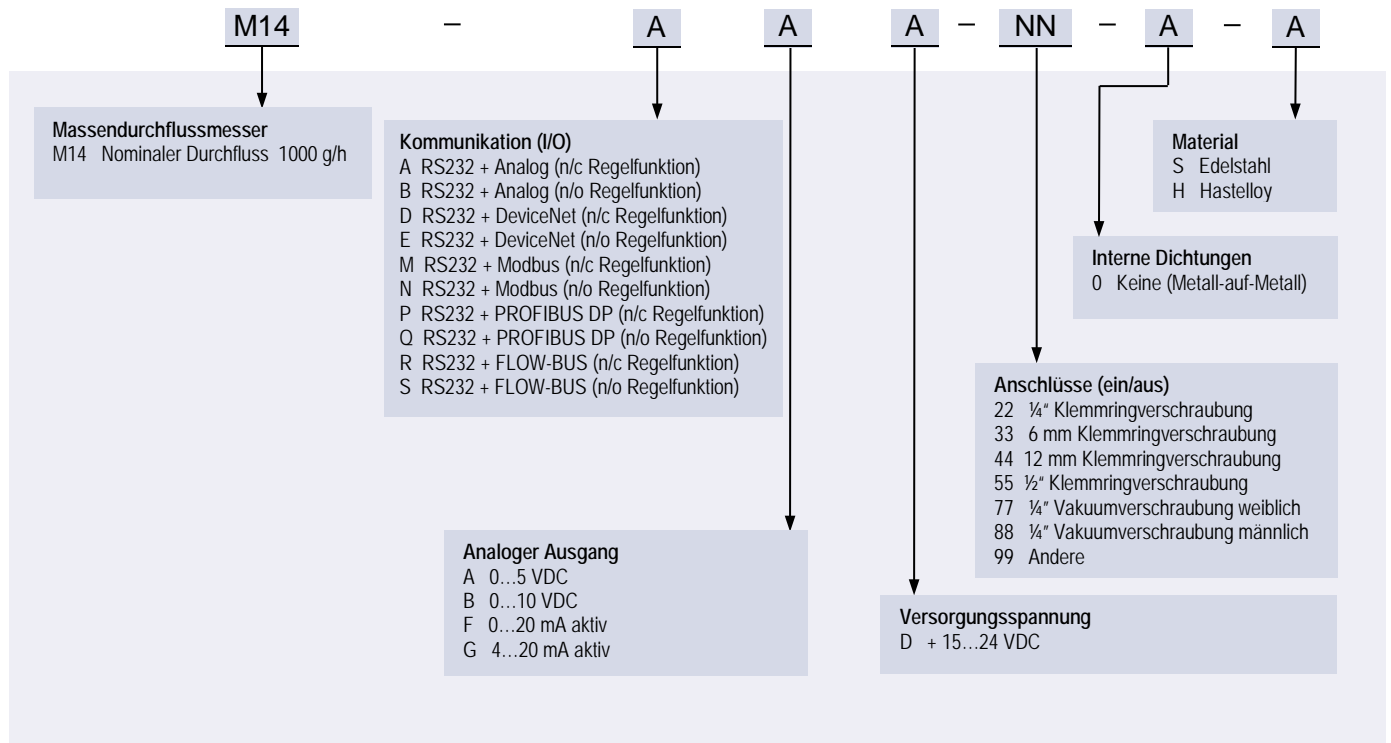 M14 – A A A – NN – A – A
Massendurchflussmesser
M14 Nominaler Durchfluss 1000 g/h
Kommunikation (I/O)
A RS232 + Analog (n/c Regelfunktion)
B RS232 + Analog (n/o Regelfunktion)
D RS232 + DeviceNet (n/c Regelfunktion)
E RS232 + DeviceNet (n/o Regelfunktion)
M RS232 + Modbus (n/c Regelfunktion)
N RS232 + Modbus (n/o Regelfunktion)
P RS232 + PROFIBUS DP (n/c Regelfunktion)
Q RS232 + PROFIBUS DP (n/o Regelfunktion)
R RS232 + FLOW-BUS (n/c Regelfunktion)
S RS232 + FLOW-BUS (n/o Regelfunktion)
Material
S Edelstahl
H Hastelloy
Interne Dichtungen
0 Keine (Metall-auf-Metall)
Anschlüsse (ein/aus)
22 ¼" Klemmringverschraubung
33 6 mm Klemmringverschraubung
44 12 mm Klemmringverschraubung
55 ½" Klemmringverschraubung
77 ¼" Vakuumverschraubung weiblich
88 ¼" Vakuumverschraubung männlich
99 Andere
Analoger Ausgang
A 0…5 VDC
B 0…10 VDC
F 0…20 mA aktiv
G 4…20 mA aktiv
Versorgungsspannung
D + 15…24 VDC